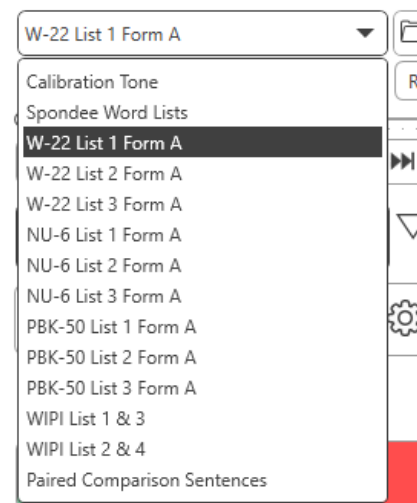 W-22 List 1 Form A
R
Calibration Tone
Spondee Word Lists
W-22 List 1 Form A
W-22 List 2 Form A
W-22 List 3 Form A
NU-6 List 1 Form A
NU-6 List 2 Form A
NU-6 List 3 Form A
PBK-50 List 1 Form A
PBK-50 List 2 Form A
PBK-50 List 3 Form A
WIPI List 1 & 3
WIPI List 2 & 4
Paired Comparison Sentences